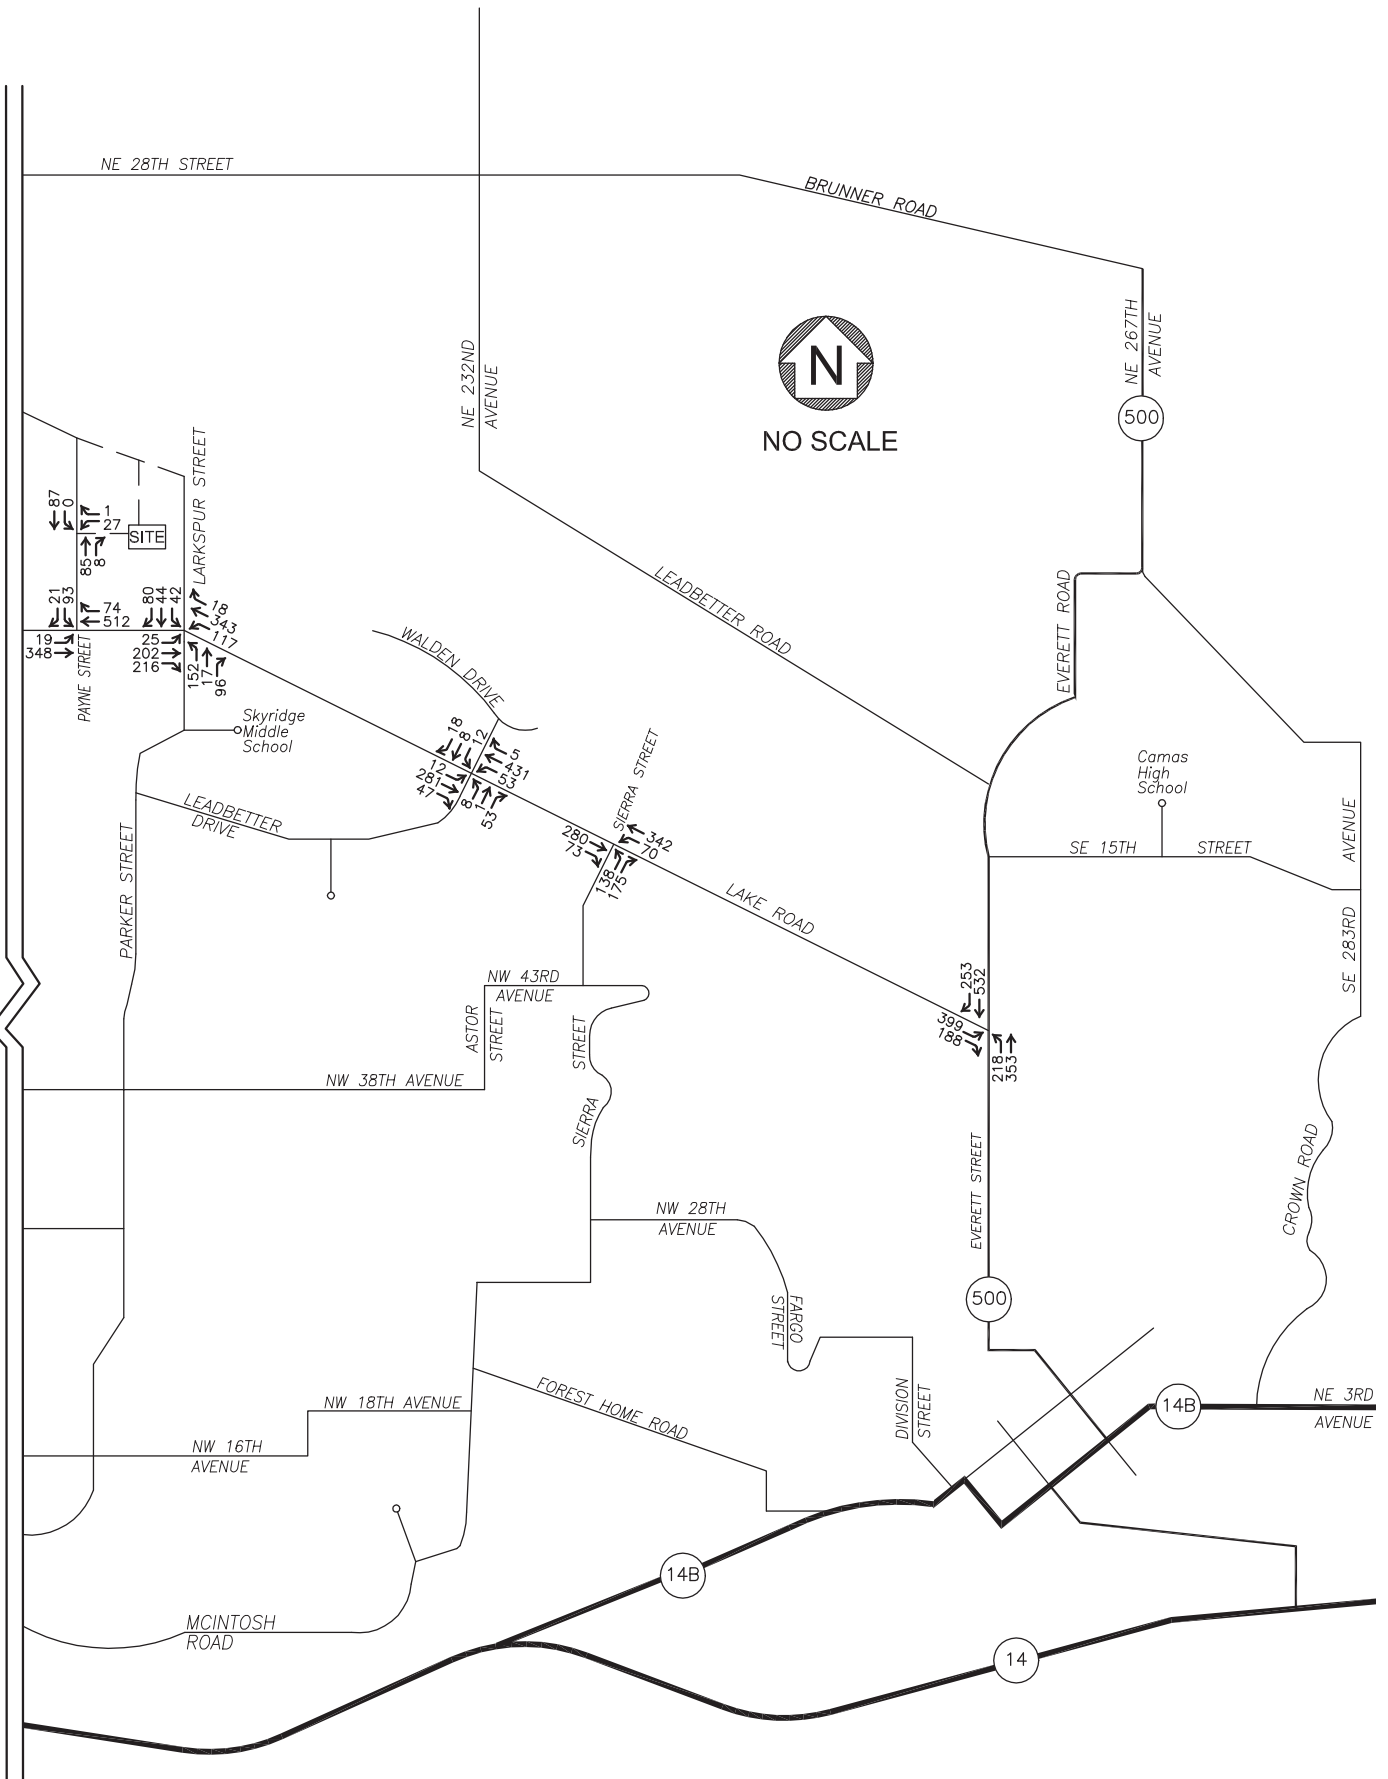 NE 28TH STREET
BRUNNER ROAD
NE 232ND
AVENUE
N
NO SCALE
NE 267TH
AVENUE
500
LARKSPUR STREET
87
0
1
27
SITE
85
8
21
93
74
512
19
348
PAYNE STREET
80
44
42
18
343
117
25
202
216
152
17
96
Skyridge
Middle
School
WALDEN DRIVE
LEADBETTER ROAD
EVERETT ROAD
18
8
12
5
431
53
12
281
47
8
1
53
SIERRA STREET
280
73
342
70
138
175
LEADBETTER
DRIVE
PARKER STREET
LAKE ROAD
Camas
High
School
SE 15TH
STREET
AVENUE
SE 283RD
NW 43RD
AVENUE
ASTOR
STREET
STREET
SIERRA
253
532
399
188
218
353
NW 38TH AVENUE
EVERETT STREET
CROWN ROAD
NW 28TH
AVENUE
500
FARGO
STREET
FOREST HOME ROAD
DIVISION
STREET
NW 18TH AVENUE
NW 16TH
AVENUE
14B
NE 3RD
AVENUE
14B
MCINTOSH
ROAD
14